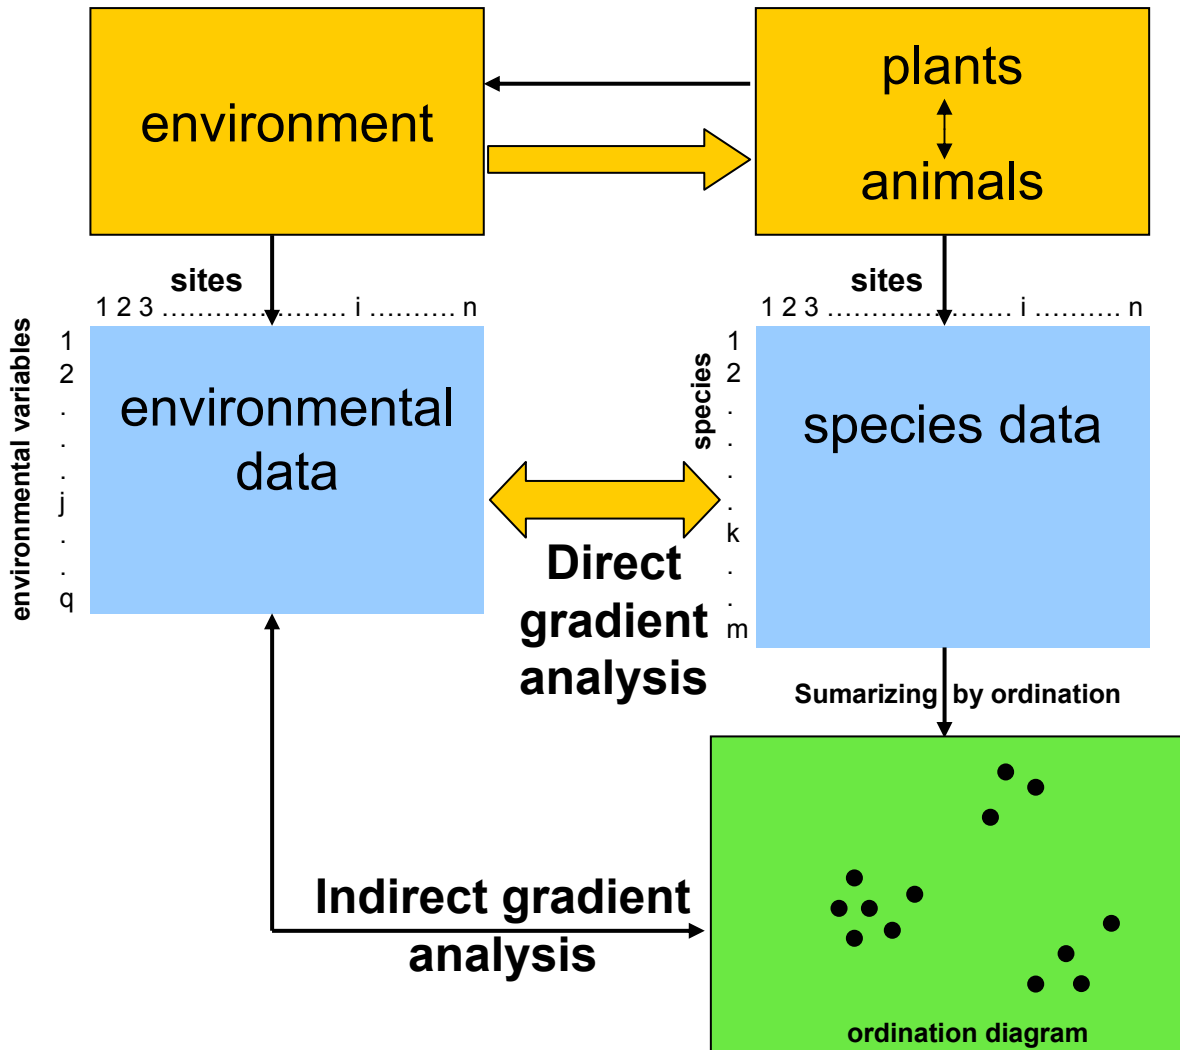 environment
plants
animals
sites
1 2 3 ………………… i ………. n
environmental variables
1
2
.
.
.
j
.
.
q
environmental
data
sites
1 2 3 ………………… i ………. n
species
1
2
.
.
.
.
k
.
.
m
species data
Direct
gradient
analysis
Sumarizing by ordination
Indirect gradient
analysis
ordination diagram